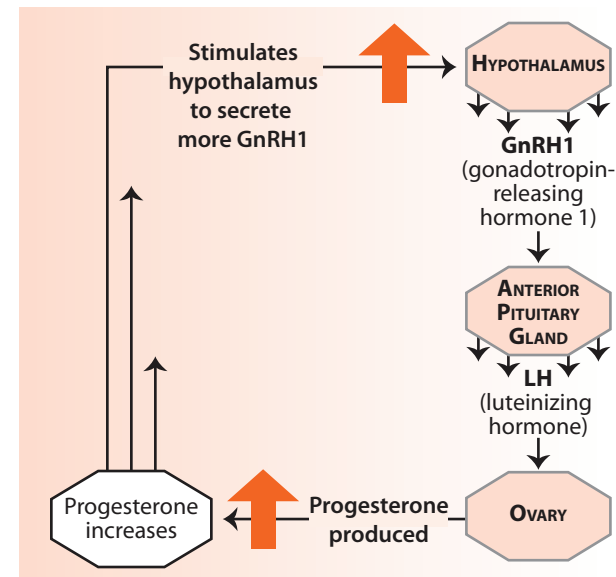 Stimulates
hypothalamus
to secrete
more GnRH1
HYPOTHALAMUS
GnRH1
(gonadotropin-
releasing
hormone 1)
ANTERIOR
PITUITARY
GLAND
LH
(luteinizing
hormone)
OVARY
Progesterone
produced
Progesterone
increases